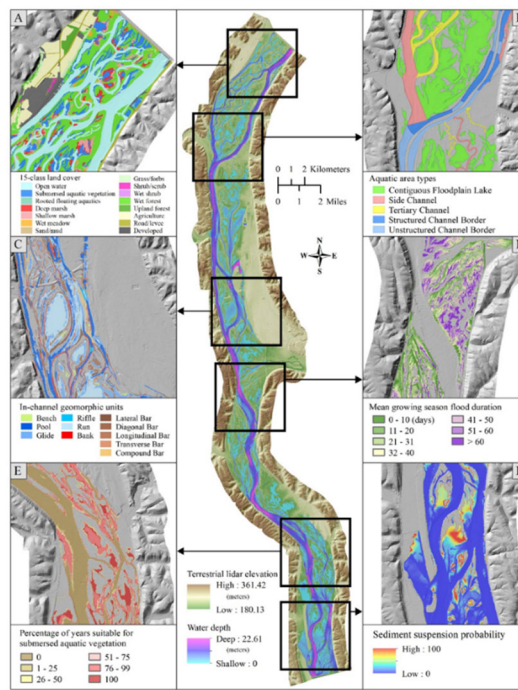 A
15-class land cover
Open water
Submersed aquatic vegetation
Rooted floating aquatics
Deep marsh
Shallow marsh
Wet meadow
Sand/mud
Grass/forbs
Shrub/scrub
Wet shrub
Wet forest
Upland forest
Agriculture
Road/levee
Developed
0 1 2 Kilometers
0 1 2 Miles
N
W E
S
Aquatic area types
Contiguous Floodplain Lake
Side Channel
Tertiary Channel
Structured Channel Border
Unstructured Channel Border
C
In-channel geomorphic units
Bench
Pool
Glide
Riffle
Run
Bank
Lateral Bar
Diagonal Bar
Longitudinal Bar
Transverse Bar
Compound Bar
Mean growing season flood duration
0 - 10 (days)
11 - 20
21 - 31
32 - 40
41 - 50
51 - 60
> 60
E
Percentage of years suitable for
submersed aquatic vegetation
0
1 - 25
26 - 50
51 - 75
76 - 99
100
Terrestrial lidar elevation
High : 361.42
(meters)
Low : 180.13
Water depth
Deep : 22.61
(meters)
Shallow : 0
Sediment suspension probability
High : 100
Low : 0